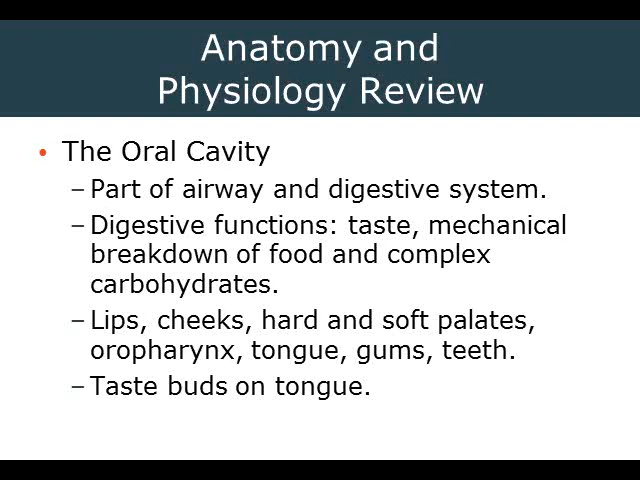 Anatomy and
Physiology Review
• The Oral Cavity
–Part of airway and digestive system.
–Digestive functions: taste, mechanical
breakdown of food and complex
carbohydrates.
–Lips, cheeks, hard and soft palates,
oropharynx, tongue, gums, teeth.
–Taste buds on tongue.